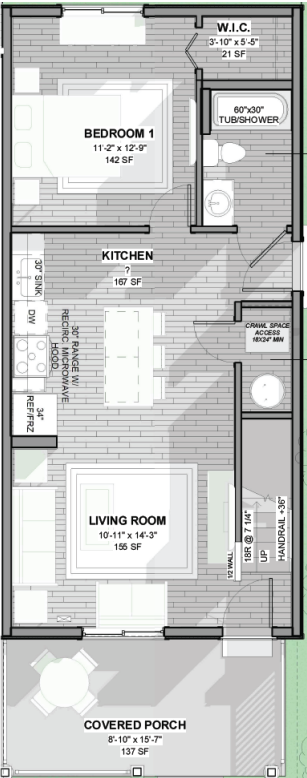 W.I.C.
3'-10" x 5'-5"
21 SF
60"x30"
TUB/SHOWER
BEDROOM 1
11'-2" x 12'-9"
142 SF
KITCHEN
?
167 SF
30" SINK
DW
30" RANGE W/
RECIRC. MICROWAVE
HOOD
34"
REF/FRZ
CRAWL SPACE
ACCESS
18X24" MIN
LIVING ROOM
10'-11" x 14'-3"
155 SF
1/2 WALL
18R @ 7 1/4"
UP
HANDRAIL +36"
COVERED PORCH
8'-10" x 15'-7"
137 SF